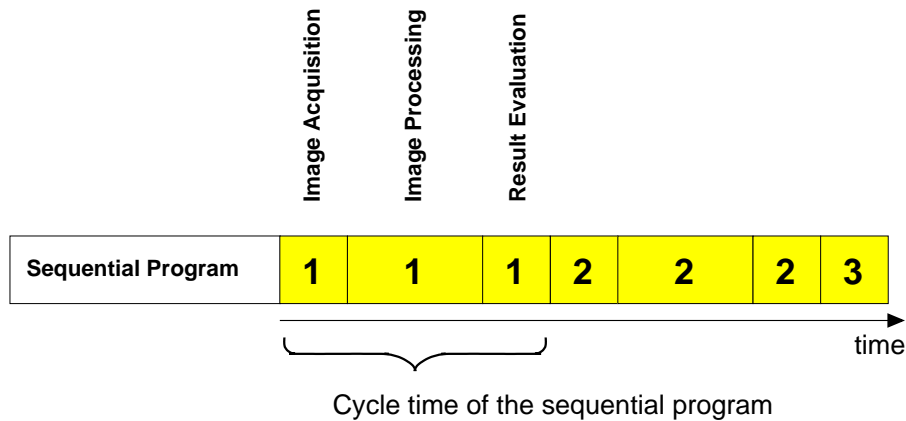 Image Acquisition
Image Processing
Result Evaluation
Sequential Program 1 1 1 2 2 2 3
time
Cycle time of the sequential program